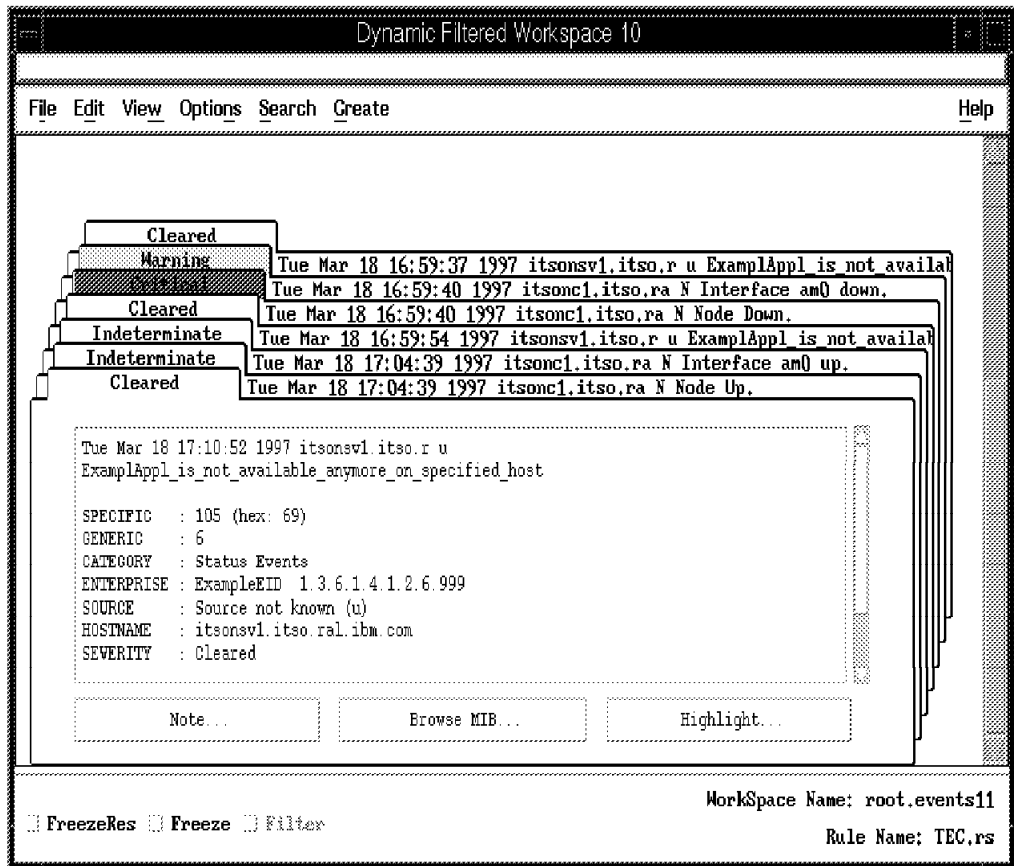 Dynamic Filtered Workspace 10
File Edit View Options Search Create Help
Cleared
Warning
Tue Mar 18 16:59:37 1997 itsonsv1.itso.r u ExamplAppl_is_not_availab
Critical
Tue Mar 18 16:59:40 1997 itsonc1.itso.ra N Interface am0 down.
Cleared
Tue Mar 18 16:59:40 1997 itsonc1.itso.ra N Node Down.
Indeterminate
Tue Mar 18 16:59:54 1997 itsonsv1.itso.r u ExamplAppl_is_not_availab
Indeterminate
Tue Mar 18 17:04:39 1997 itsonc1.itso.ra N Interface am0 up.
Cleared
Tue Mar 18 17:04:39 1997 itsonc1.itso.ra N Node Up.
Tue Mar 18 17:10:52 1997 itsonsv1.itso.r u
ExamplAppl_is_not_available_anymore_on_specified_host
SPECIFIC : 105 (hex: 69)
GENERIC : 6
CATEGORY : Status Events
ENTERPRISE : ExampleEID 1.3.6.1.4.1.2.6.999
SOURCE : Source not known (u)
HOSTNAME : itsonsv1.itso.ral.ibm.com
SEVERITY : Cleared
Note... Browse MIB... Highlight...
WorkSpace Name: root.events11
FreezeRes Freeze Filter
Rule Name: TEC.rs